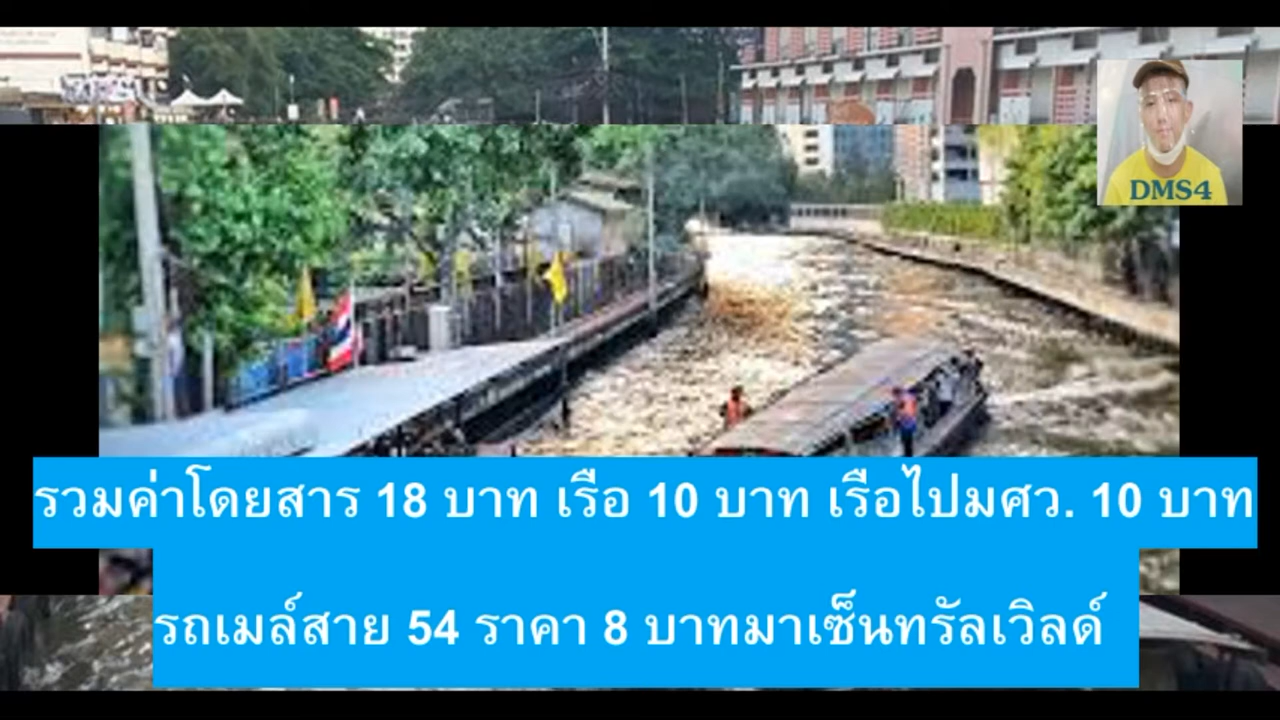 DMS4
รวมค่าโดยสาร 18 บาท เรือ 10 บาท เรือไปมศว. 10 บาท
รถเมล์สาย 54 ราคา 8 บาทมาเซ็นทรัลเวิลด์